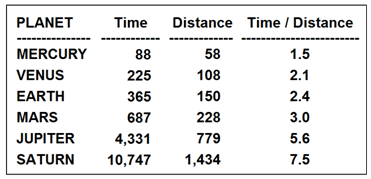 PLANET Time Distance Time / Distance
--------------- ------------ ------------- ------------------------
MERCURY 88 58 1.5
VENUS 225 108 2.1
EARTH 365 150 2.4
MARS 687 228 3.0
JUPITER 4,331 779 5.6
SATURN 10,747 1,434 7.5